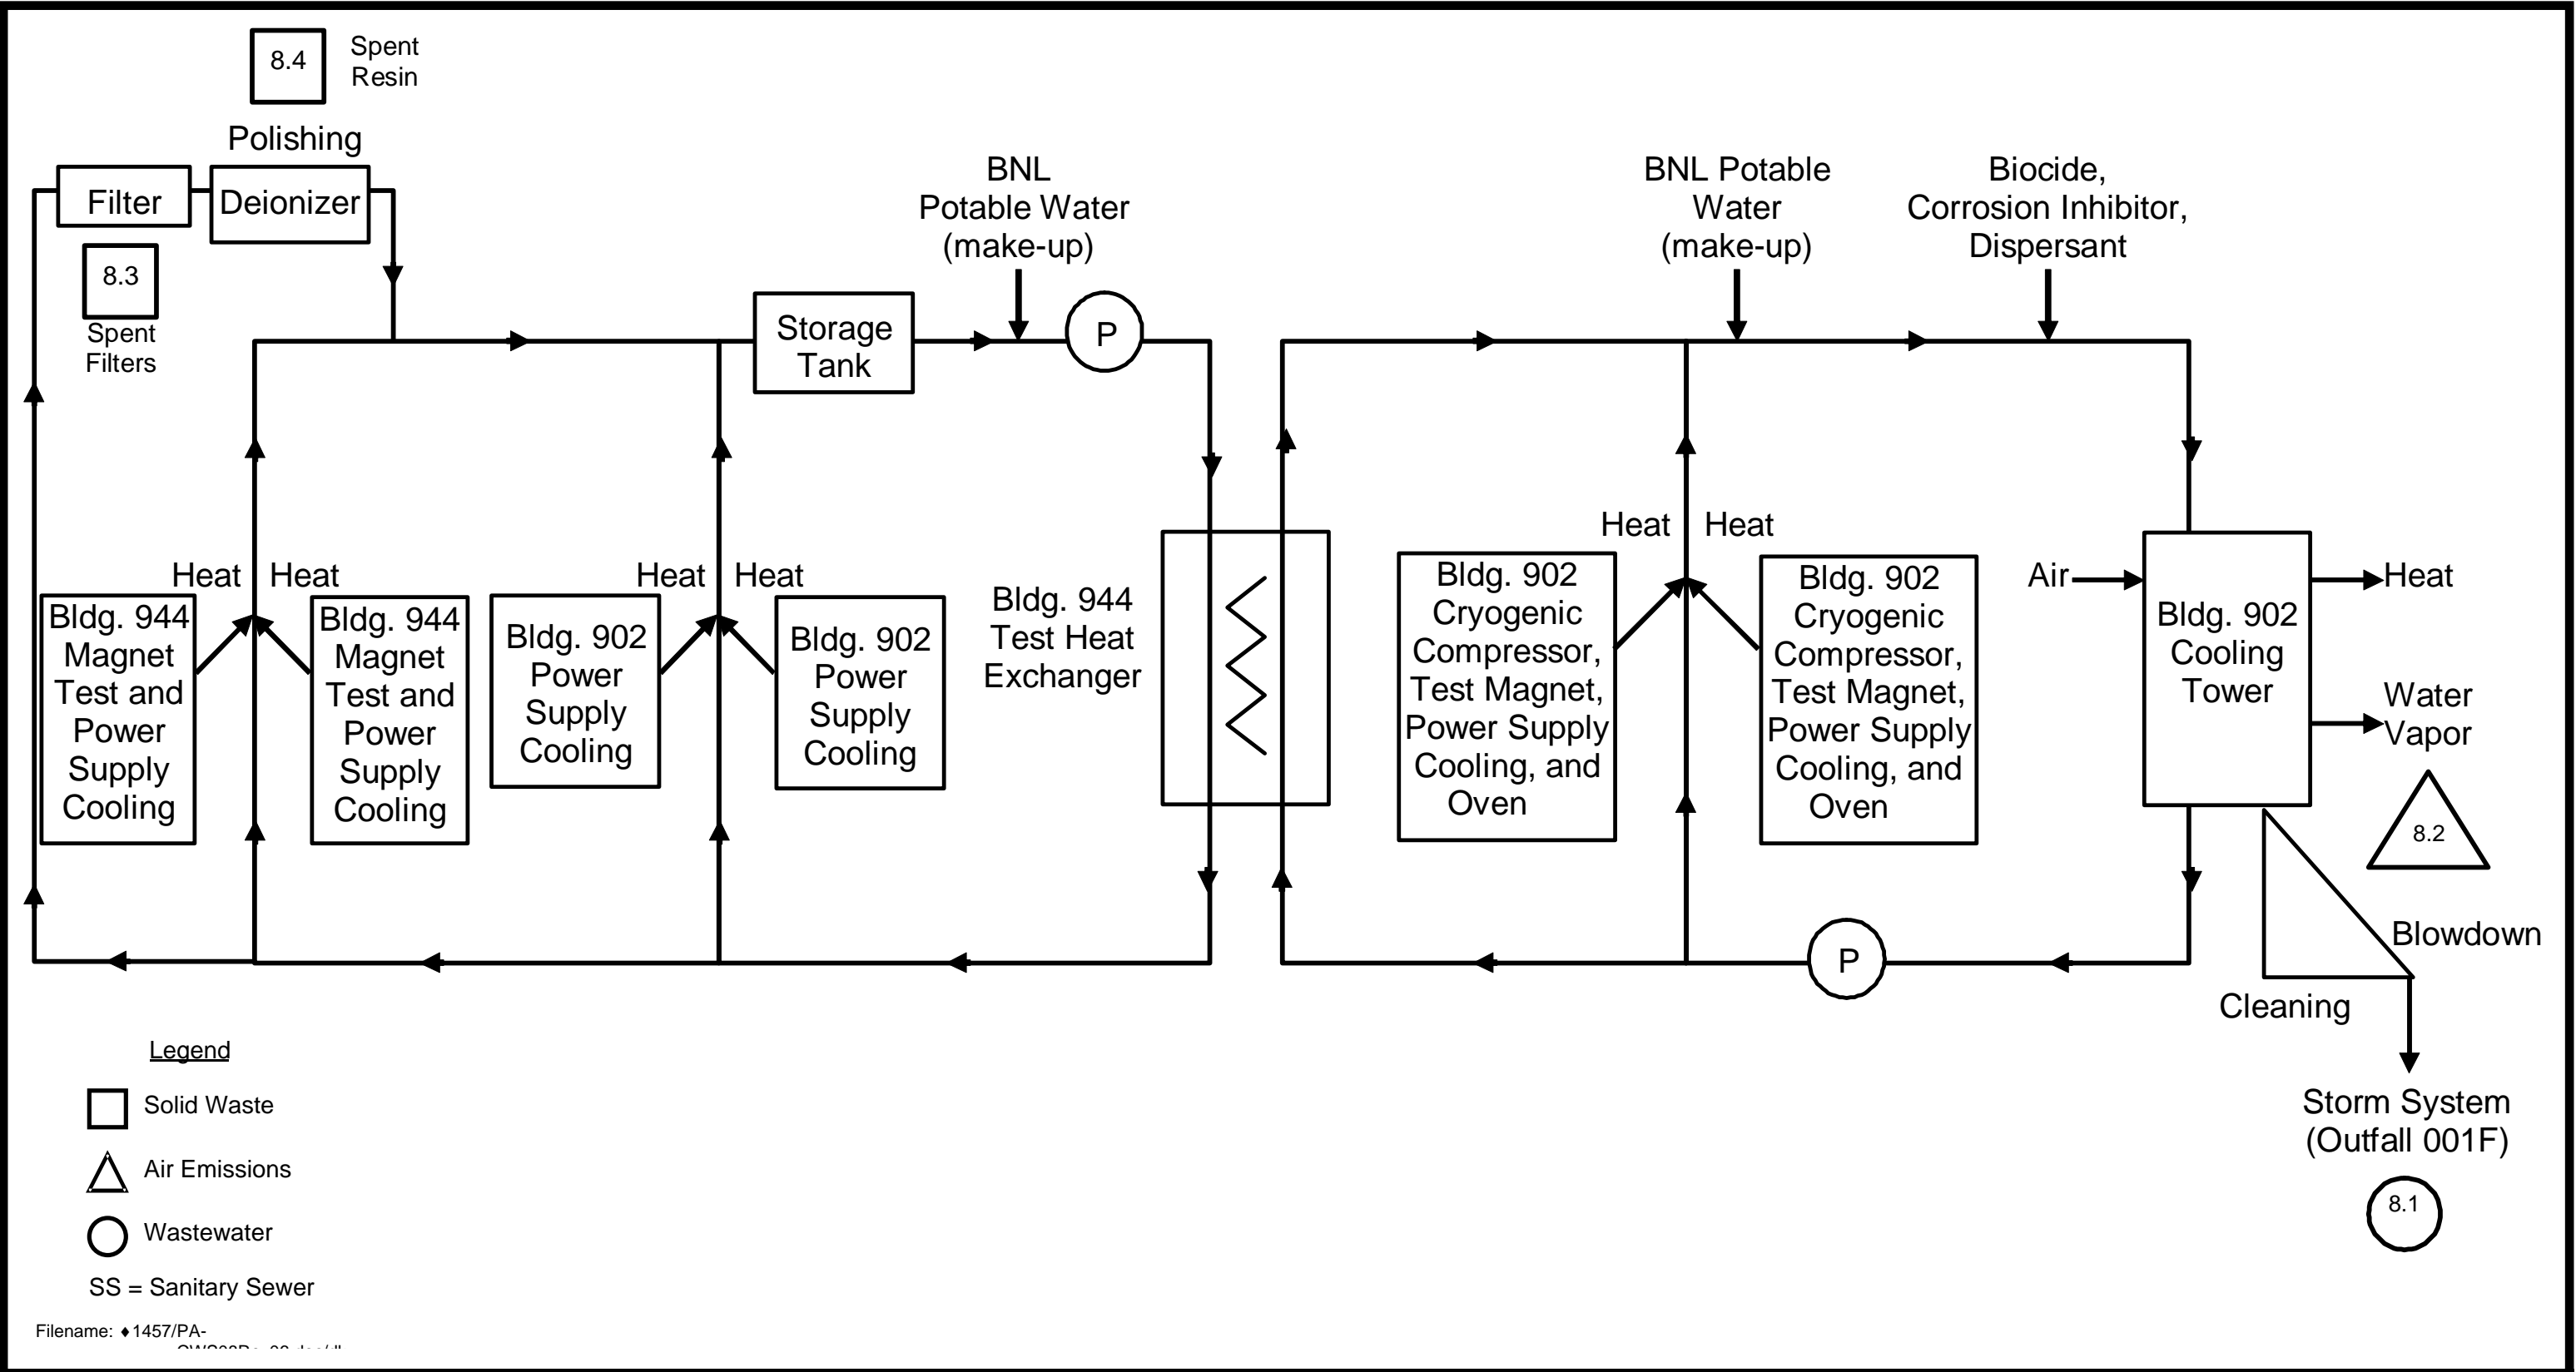 8.4
Spent
Resin
Polishing
Filter
Deionizer
8.3
Spent
Filters
BNL
Potable Water
(make-up)
Storage
Tank
P
BNL Potable
Water
(make-up)
Biocide,
Corrosion Inhibitor,
Dispersant
Heat
Heat
Bldg. 944
Magnet
Test and
Power
Supply
Cooling
Bldg. 944
Magnet
Test and
Power
Supply
Cooling
Heat
Heat
Bldg. 902
Power
Supply
Cooling
Bldg. 902
Power
Supply
Cooling
Bldg. 944
Test Heat
Exchanger
Heat
Heat
Bldg. 902
Cryogenic
Compressor,
Test Magnet,
Power Supply
Cooling, and
Oven
Bldg. 902
Cryogenic
Compressor,
Test Magnet,
Power Supply
Cooling, and
Oven
P
Air
Bldg. 902
Cooling
Tower
Heat
Water
Vapor
8.2
Blowdown
Cleaning
Storm System
(Outfall 001F)
8.1
Legend
Solid Waste
Air Emissions
Wastewater
SS = Sanitary Sewer
Filename: ♦1457/PA-